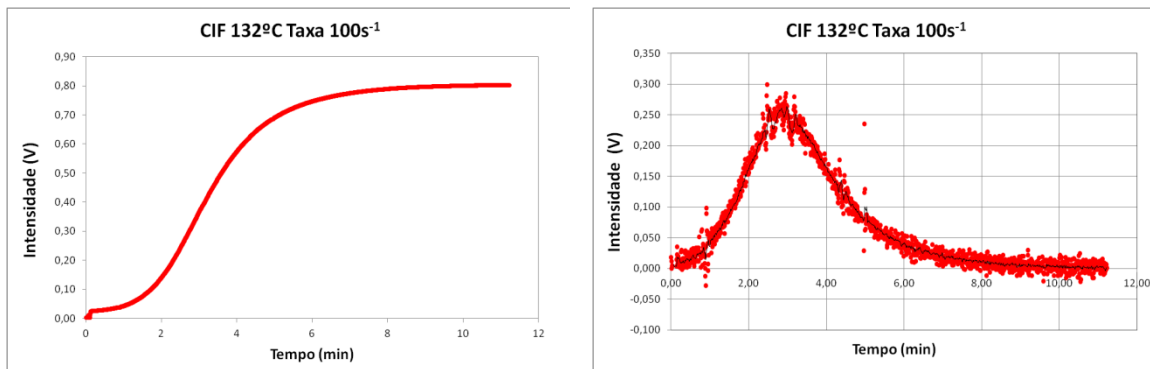 CIF 132ºC Taxa 100s⁻¹
Intensidade (V)
0,90
0,80
0,70
0,60
0,50
0,40
0,30
0,20
0,10
0,00
0 2 4 6 8 10 12
Tempo (min)
CIF 132ºC Taxa 100s⁻¹
Intensidade (V)
0,350
0,300
0,250
0,200
0,150
0,100
0,050
0,000
-0,050
-0,100
0,00 2,00 4,00 6,00 8,00 10,00 12,00
Tempo (min)